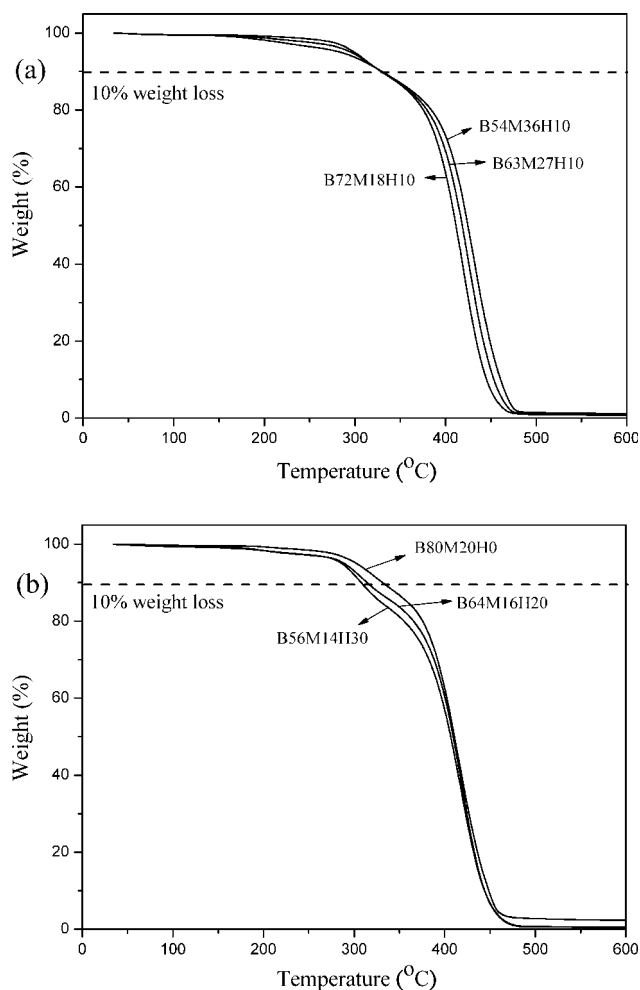 (a)
100
80
60
40
20
0
Weight (%)
10% weight loss
B54M36H10
B63M27H10
B72M18H10
0 100 200 300 400 500 600
Temperature (°C)
(b)
100
80
60
40
20
0
Weight (%)
10% weight loss
B80M20H0
B64M16H20
B56M14H30
0 100 200 300 400 500 600
Temperature (°C)